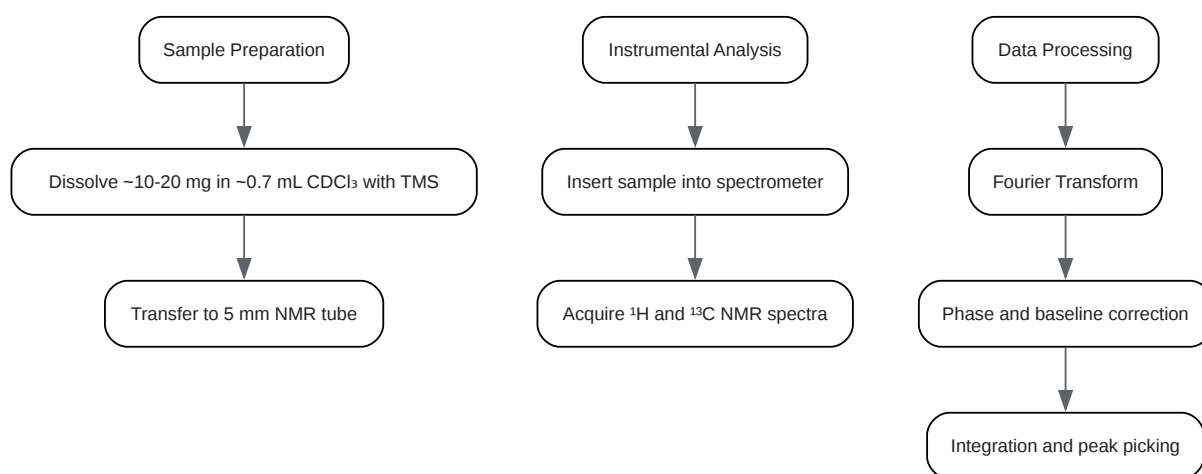 Sample Preparation
Dissolve ~10-20 mg in ~0.7 mL CDCl₃ with TMS
Transfer to 5 mm NMR tube
Instrumental Analysis
Insert sample into spectrometer
Acquire ¹H and ¹³C NMR spectra
Data Processing
Fourier Transform
Phase and baseline correction
Integration and peak picking